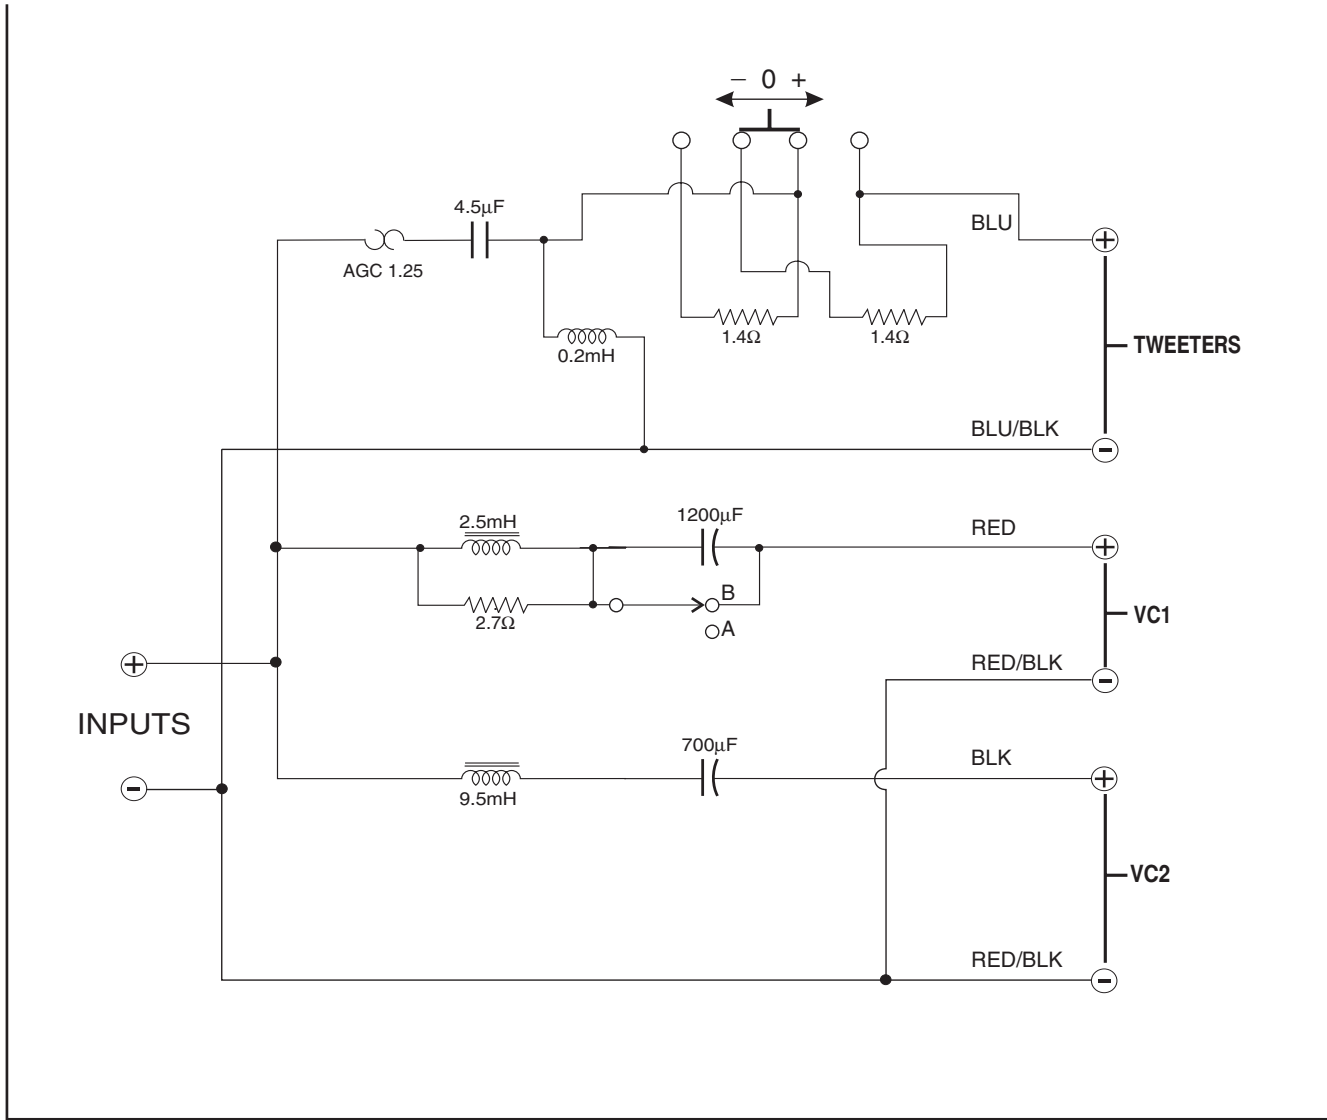 − 0 +
BLU
4.5µF
AGC 1.25
1.4Ω
1.4Ω
0.2mH
TWEETERS
BLU/BLK
2.5mH
1200µF
RED
B
2.7Ω
A
VC1
RED/BLK
INPUTS
700µF
BLK
9.5mH
VC2
RED/BLK